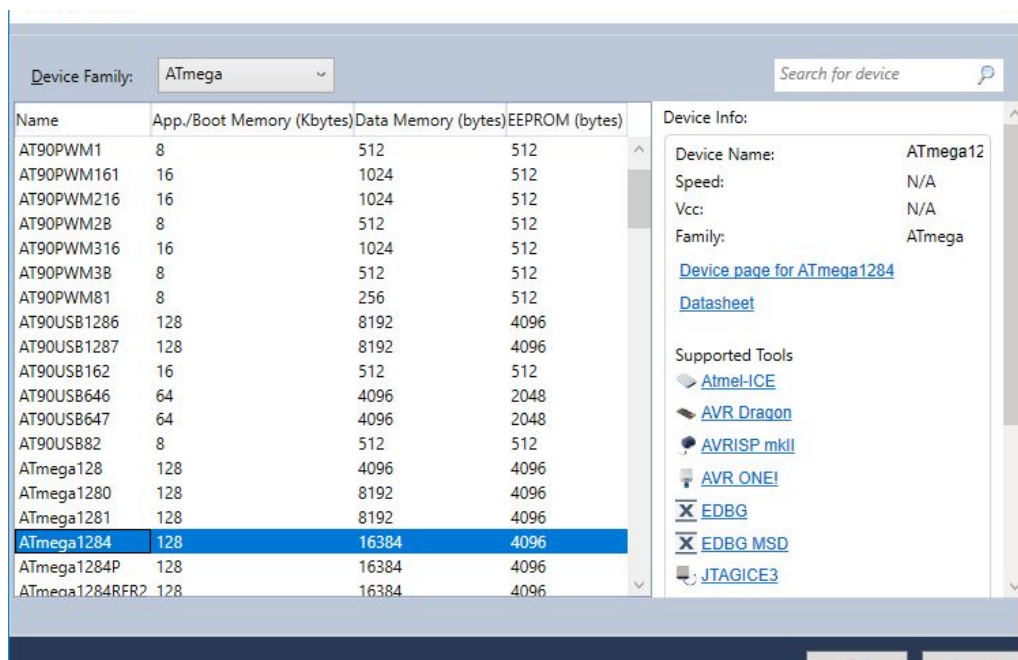 Device Family: ATmega Search for device
Name App./Boot Memory (Kbytes) Data Memory (bytes) EEPROM (bytes)
AT90PWM1 8 512 512
AT90PWM161 16 1024 512
AT90PWM216 16 1024 512
AT90PWM2B 8 512 512
AT90PWM316 16 1024 512
AT90PWM3B 8 512 512
AT90PWM81 8 256 512
AT90USB1286 128 8192 4096
AT90USB1287 128 8192 4096
AT90USB162 16 512 512
AT90USB646 64 4096 2048
AT90USB647 64 4096 2048
AT90USB82 8 512 512
ATmega128 128 4096 4096
ATmega1280 128 8192 4096
ATmega1281 128 8192 4096
ATmega1284 128 16384 4096
ATmega1284P 128 16384 4096
ATmega1284RFR2 128 16384 4096
Device Info:
Device Name: ATmega12
Speed: N/A
Vcc: N/A
Family: ATmega
Device page for ATmega1284
Datasheet
Supported Tools
Atmel-ICE
AVR Dragon
AVRISP mkII
AVR ONE!
EDBG
EDBG MSD
JTAGICE3